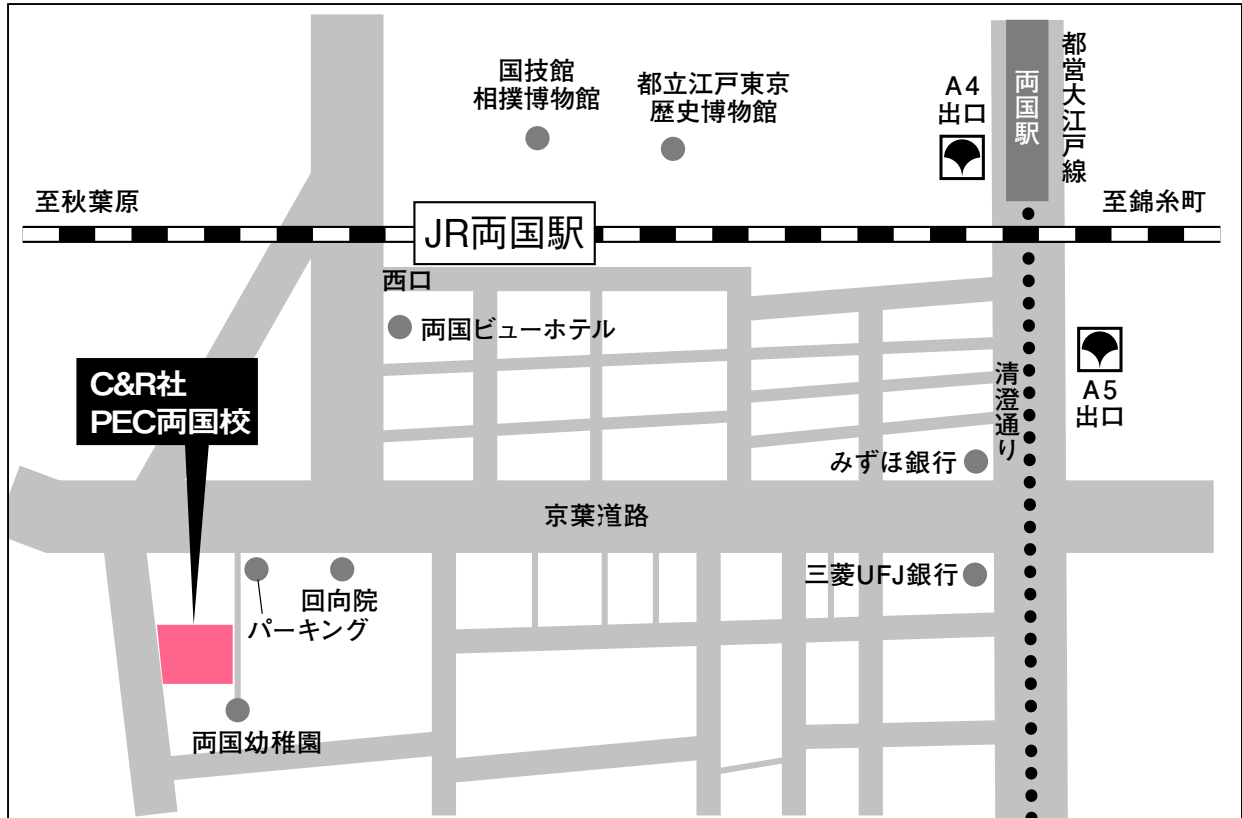 国技館
相撲博物館
都立江戸東京
歴史博物館
A4
出口
両国駅
都営大江戸線
至秋葉原
至錦糸町
JR両国駅
西口
両国ビューホテル
C&R社
PEC両国校
清澄通り
A5
出口
みずほ銀行
京葉道路
三菱UFJ銀行
回向院
パーキング
両国幼稚園